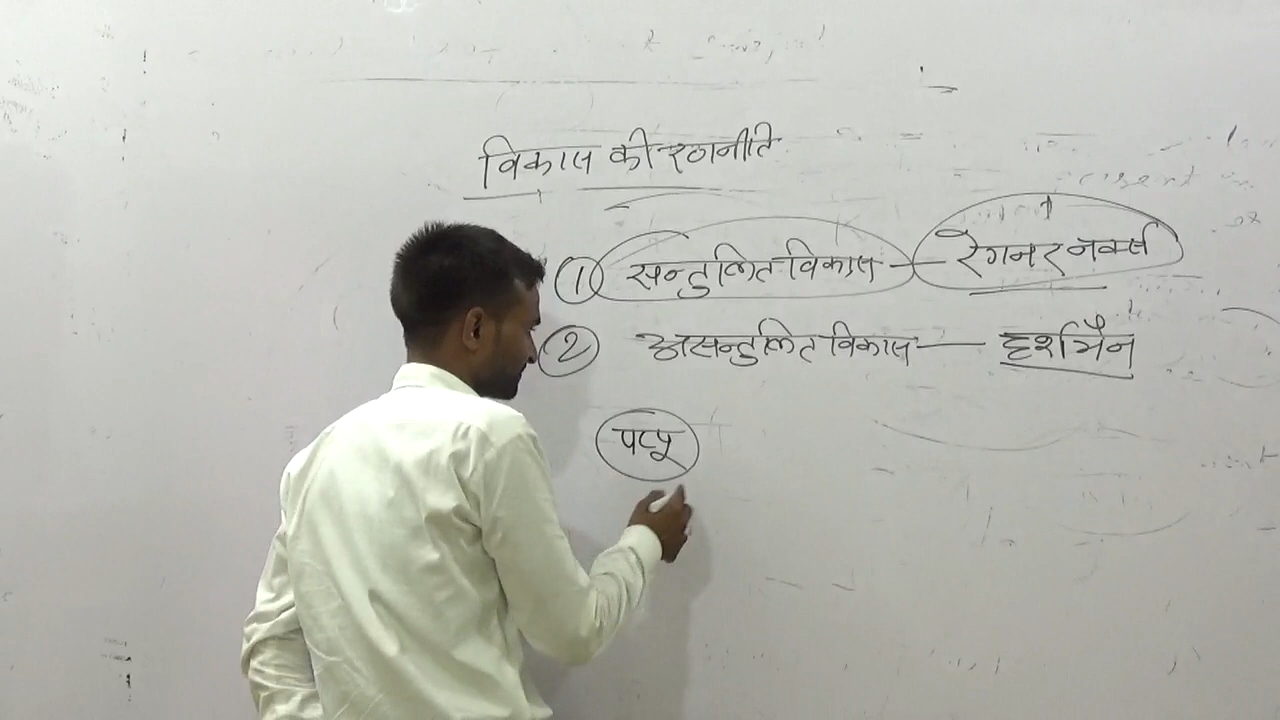 विकास की रणनीति
① सन्तुलित विकास — रेगनर नर्क्स
② असन्तुलित विकास — हर्शमैन
पप्पू